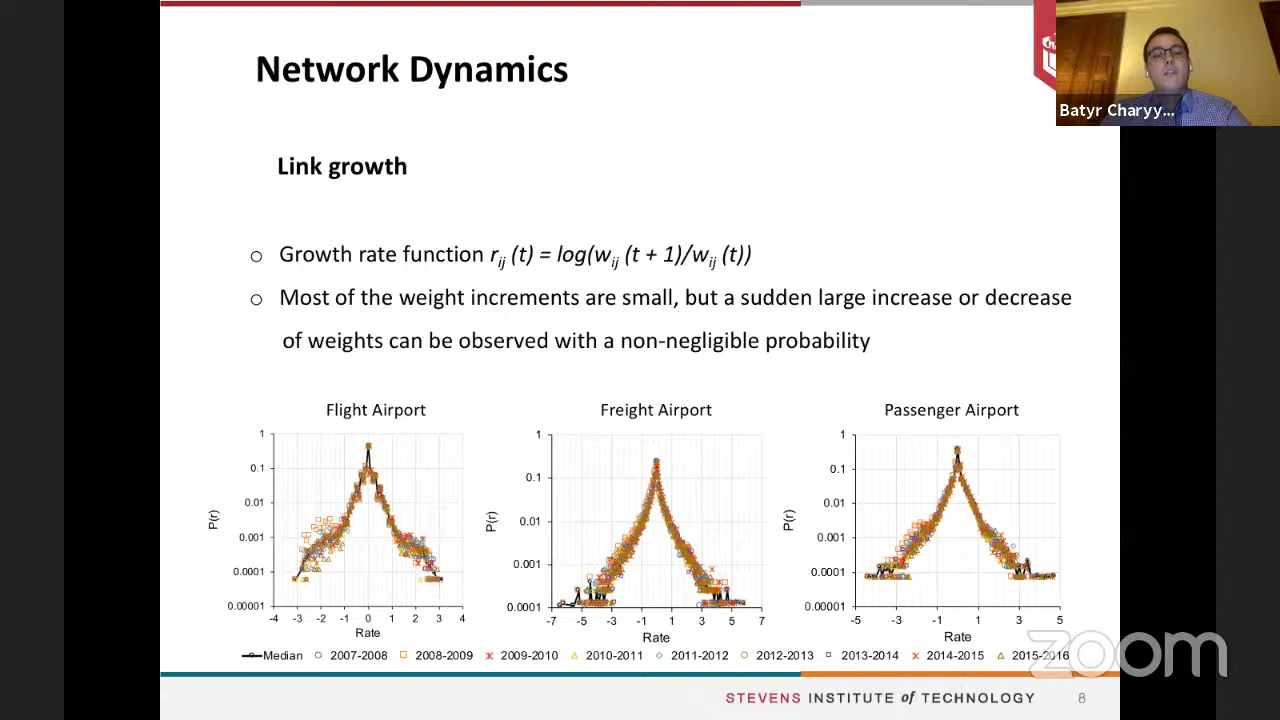 Network Dynamics
Batyr Charyy...
Link growth
o Growth rate function rij (t) = log(wij (t + 1)/wij (t))
o Most of the weight increments are small, but a sudden large increase or decrease
of weights can be observed with a non-negligible probability
Flight Airport
Freight Airport
Passenger Airport
1
0.1
0.01
0.001
0.0001
0.00001
P(r)
-4 -3 -2 -1 0 1 2 3 4
Rate
1
0.1
0.01
0.001
0.0001
P(r)
-7 -5 -3 -1 1 3 5 7
Rate
1
0.1
0.01
0.001
0.0001
0.00001
P(r)
-5 -3 -1 1 3 5
Rate
Median 2007-2008 2008-2009 2009-2010 2010-2011 2011-2012 2012-2013 2013-2014 2014-2015 2015-2016
zoom
STEVENS INSTITUTE of TECHNOLOGY 8